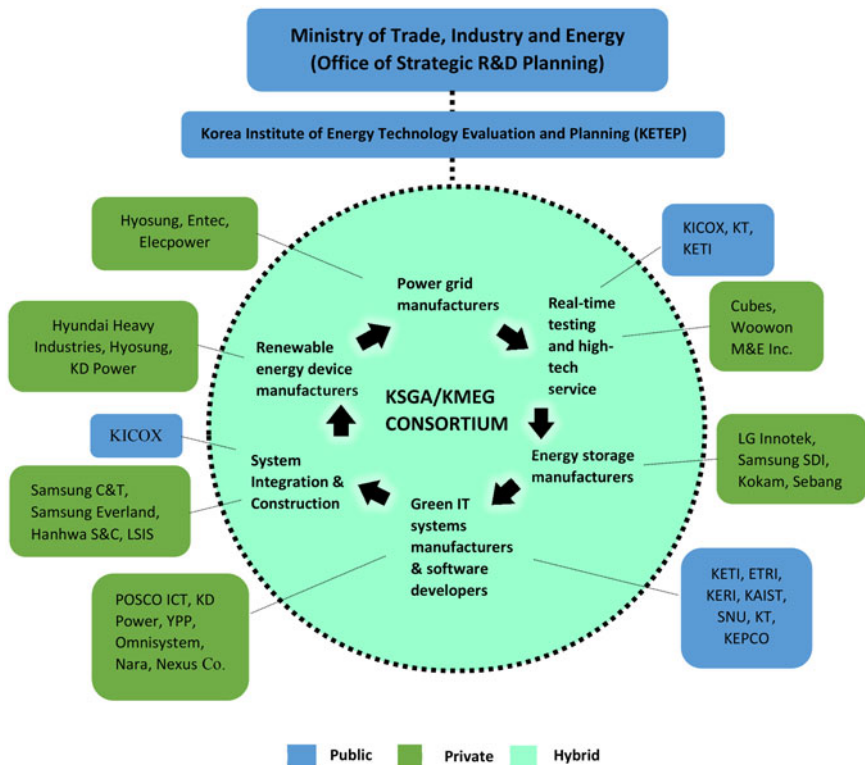 Ministry of Trade, Industry and Energy
(Office of Strategic R&D Planning)
Korea Institute of Energy Technology Evaluation and Planning (KETEP)
Hyosung, Entec,
Elecpower
KICOX, KT,
KETI
Power grid
manufacturers
Real-time
testing
and high-
tech
service
Cubes,
Woowon
M&E Inc.
Hyundai Heavy
Industries, Hyosung,
KD Power
Renewable
energy device
manufacturers
KSGA/KMEG
CONSORTIUM
KICOX
System
Integration &
Construction
Energy storage
manufacturers
LG Innotek,
Samsung SDI,
Kokam, Sebang
Samsung C&T,
Samsung Everland,
Hanhwa S&C, LSIS
Green IT
systems
manufacturers
& software
developers
POSCO ICT, KD
Power, YPP,
Omnisystem,
Nara, Nexus Co.
KETI, ETRI,
KERI, KAIST,
SNU, KT,
KEPCO
Public
Private
Hybrid